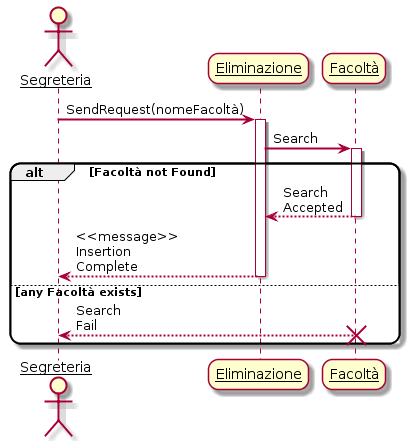 Segreteria
Eliminazione
Facoltà
SendRequest(nomeFacoltà)
Search
alt
[Facoltà not Found]
Search
Accepted
<<message>>
Insertion
Complete
[any Facoltà exists]
Search
Fail
Segreteria
Eliminazione
Facoltà